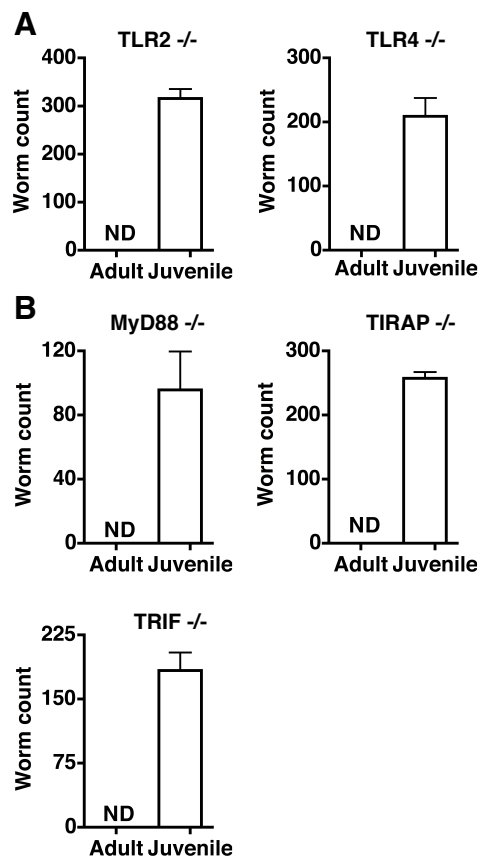 A
TLR2 -/-
400
300
200
100
0
Worm count
ND
Adult Juvenile
TLR4 -/-
300
200
100
0
Worm count
ND
Adult Juvenile
B
MyD88 -/-
120
80
40
0
Worm count
ND
Adult Juvenile
TIRAP -/-
300
200
100
0
Worm count
ND
Adult Juvenile
TRIF -/-
225
150
75
0
Worm count
ND
Adult Juvenile